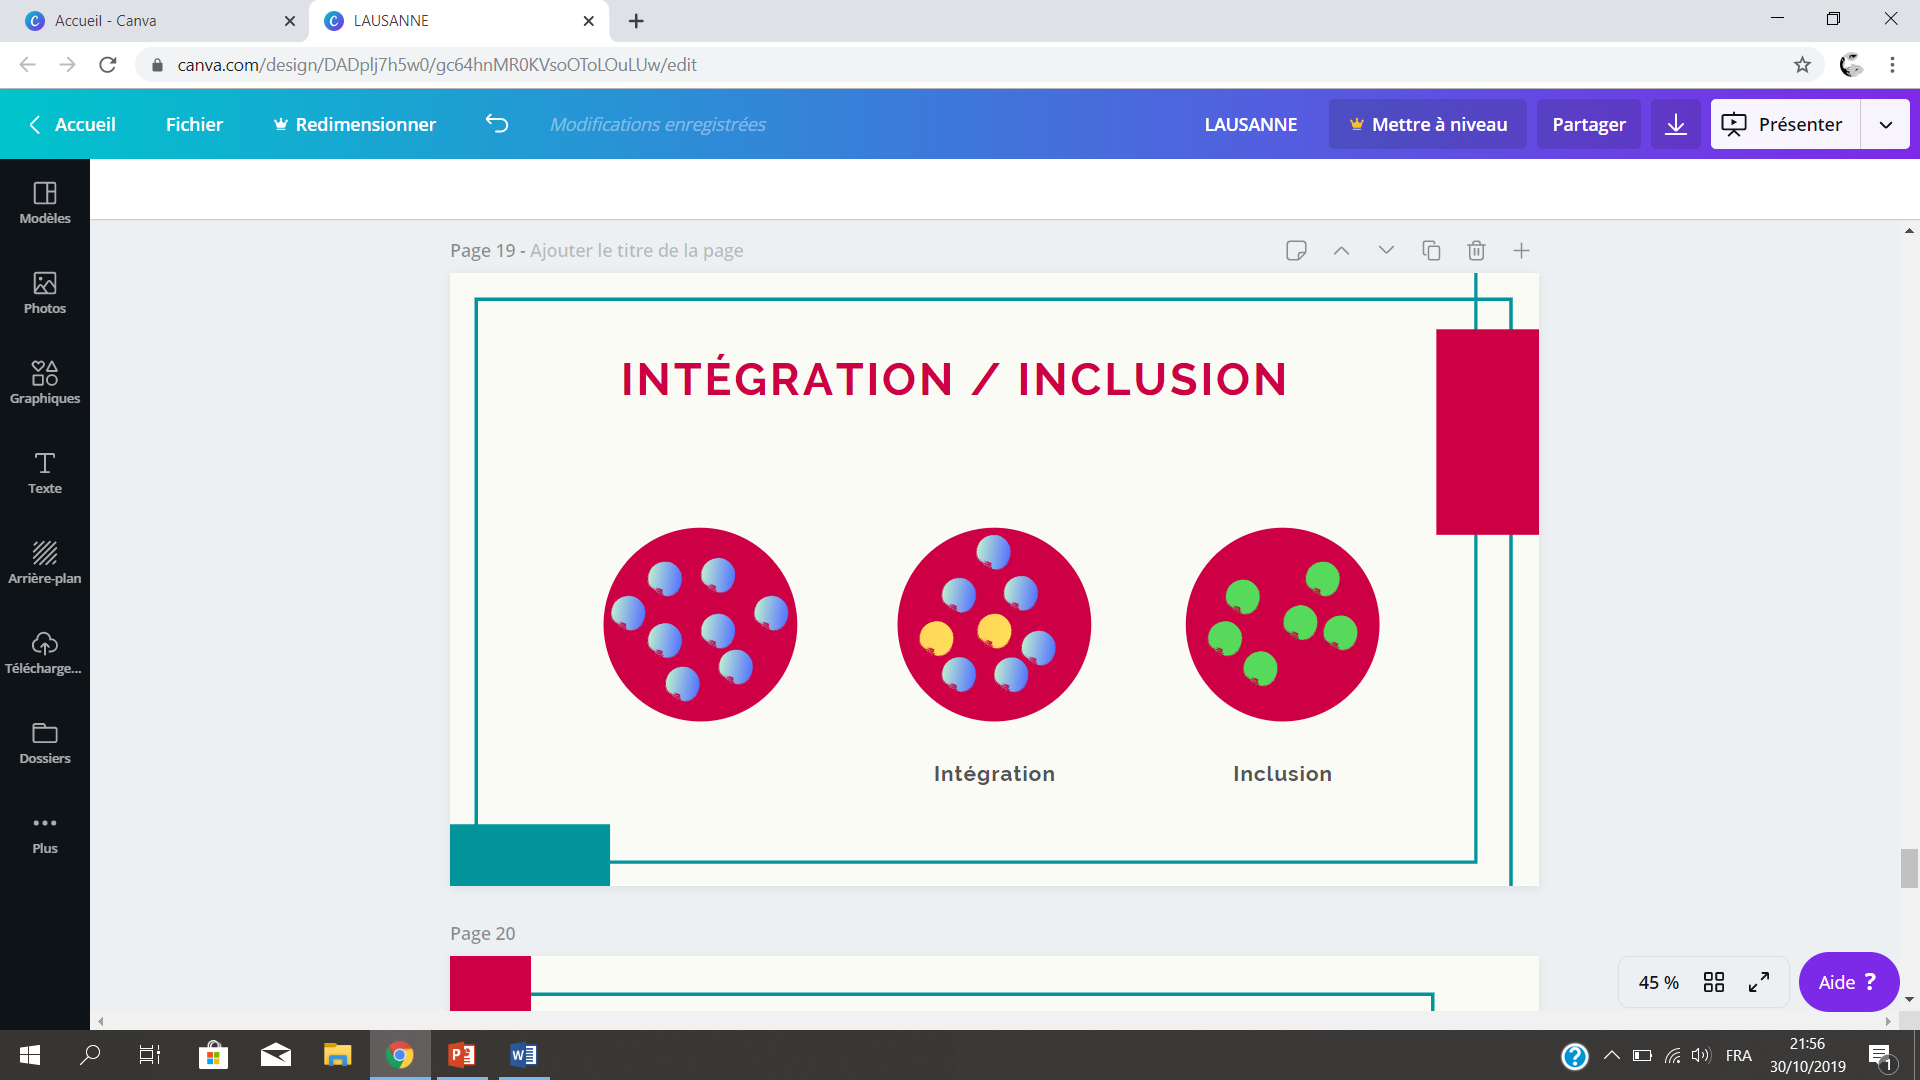 Accueil - Canva
LAUSANNE
canva.com/design/DADplj7h5w0/gc64hnMR0KVsoOToLOuLUw/edit
Accueil
Fichier
Redimensionner
Modifications enregistrées
LAUSANNE
Mettre à niveau
Partager
Présenter
Modèles
Photos
Graphiques
Texte
Arrière-plan
Télécharge...
Dossiers
Plus
Page 19 - Ajouter le titre de la page
INTÉGRATION / INCLUSION
Intégration
Inclusion
Page 20
45 %
Aide ?
FRA
21:56
30/10/2019
1